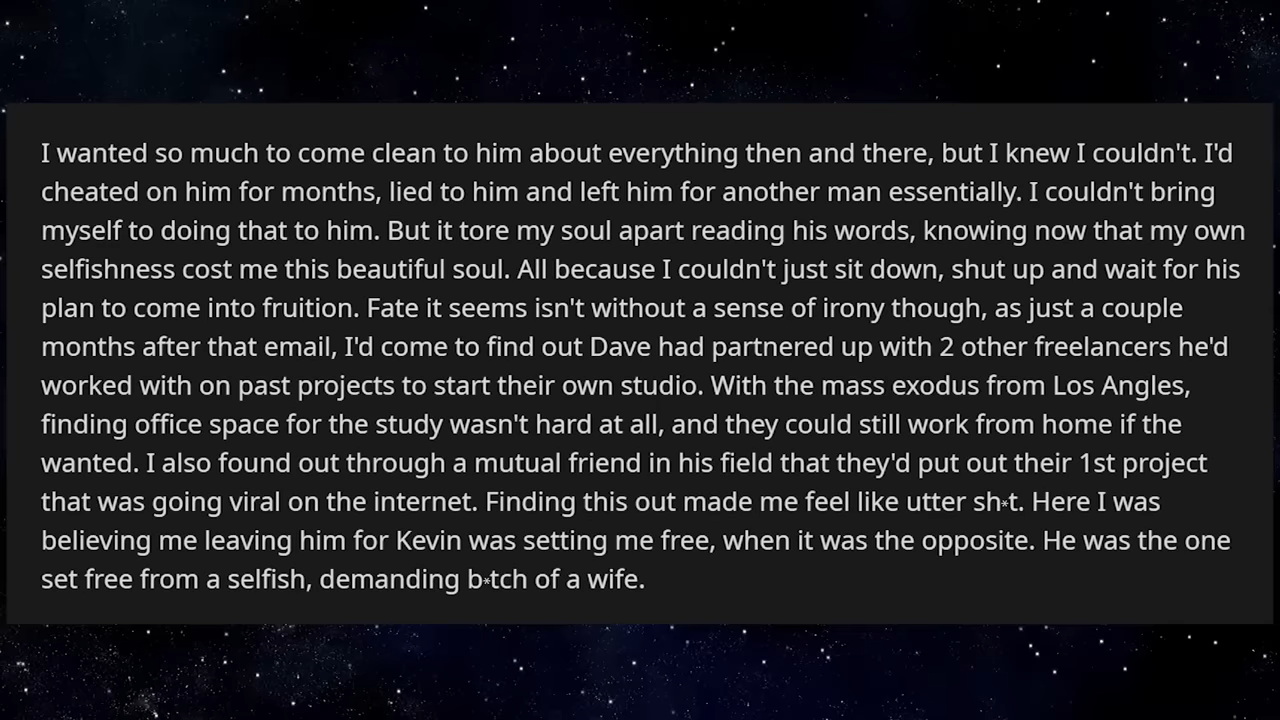 I wanted so much to come clean to him about everything then and there, but I knew I couldn't. I'd
cheated on him for months, lied to him and left him for another man essentially. I couldn't bring
myself to doing that to him. But it tore my soul apart reading his words, knowing now that my own
selfishness cost me this beautiful soul. All because I couldn't just sit down, shut up and wait for his
plan to come into fruition. Fate it seems isn't without a sense of irony though, as just a couple
months after that email, I'd come to find out Dave had partnered up with 2 other freelancers he'd
worked with on past projects to start their own studio. With the mass exodus from Los Angles,
finding office space for the study wasn't hard at all, and they could still work from home if the
wanted. I also found out through a mutual friend in his field that they'd put out their 1st project
that was going viral on the internet. Finding this out made me feel like utter sh*t. Here I was
believing me leaving him for Kevin was setting me free, when it was the opposite. He was the one
set free from a selfish, demanding b*tch of a wife.